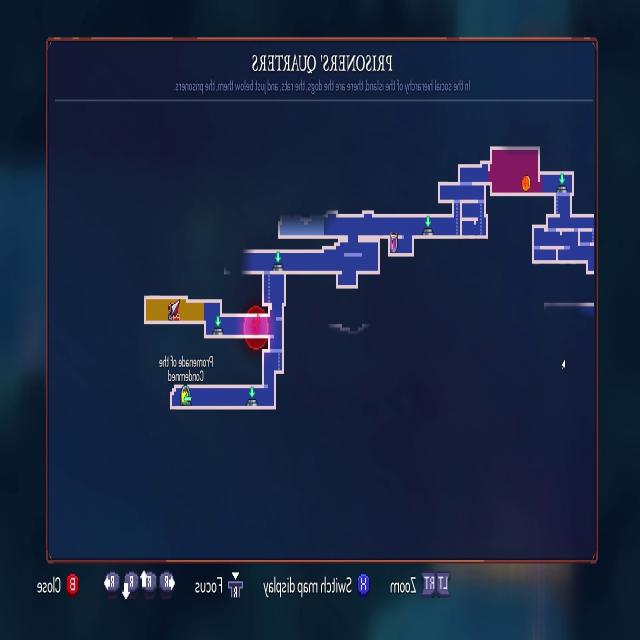 PRISONERS' QUARTERS
In the social hierarchy of the island, there are the dogs, the rats, and, just below them, the prisoners.
Promenade of the
Condemned
LT RT Zoom X Switch map display R Focus R R R R B Close